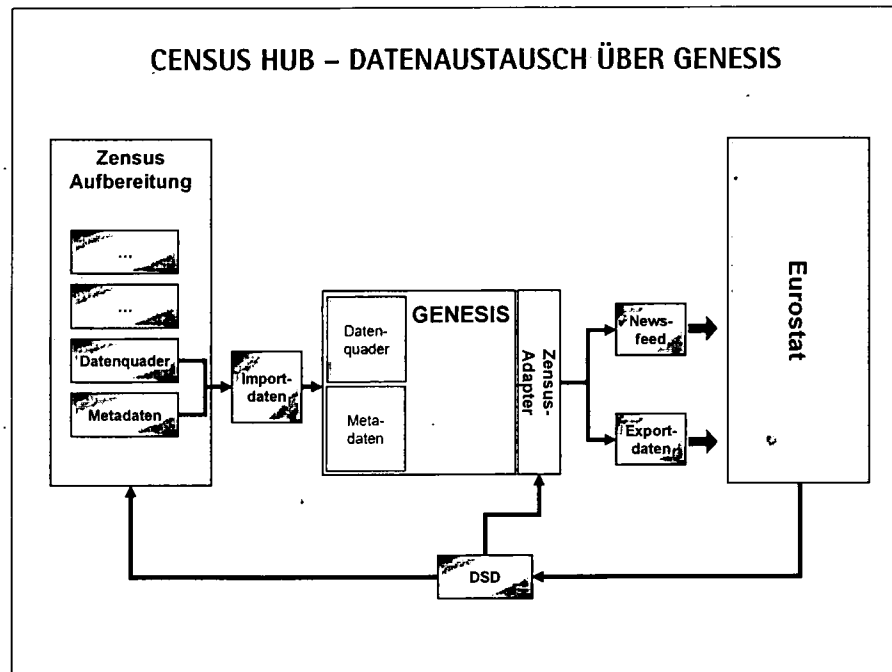 CENSUS HUB – DATENAUSTAUSCH ÜBER GENESIS
Zensus
Aufbereitung
...
...
Datenquader
Metadaten
Import-
daten
Daten-
quader
Meta-
daten
GENESIS
Zensus-
Adapter
News-
feed
Export-
daten
Eurostat
DSD